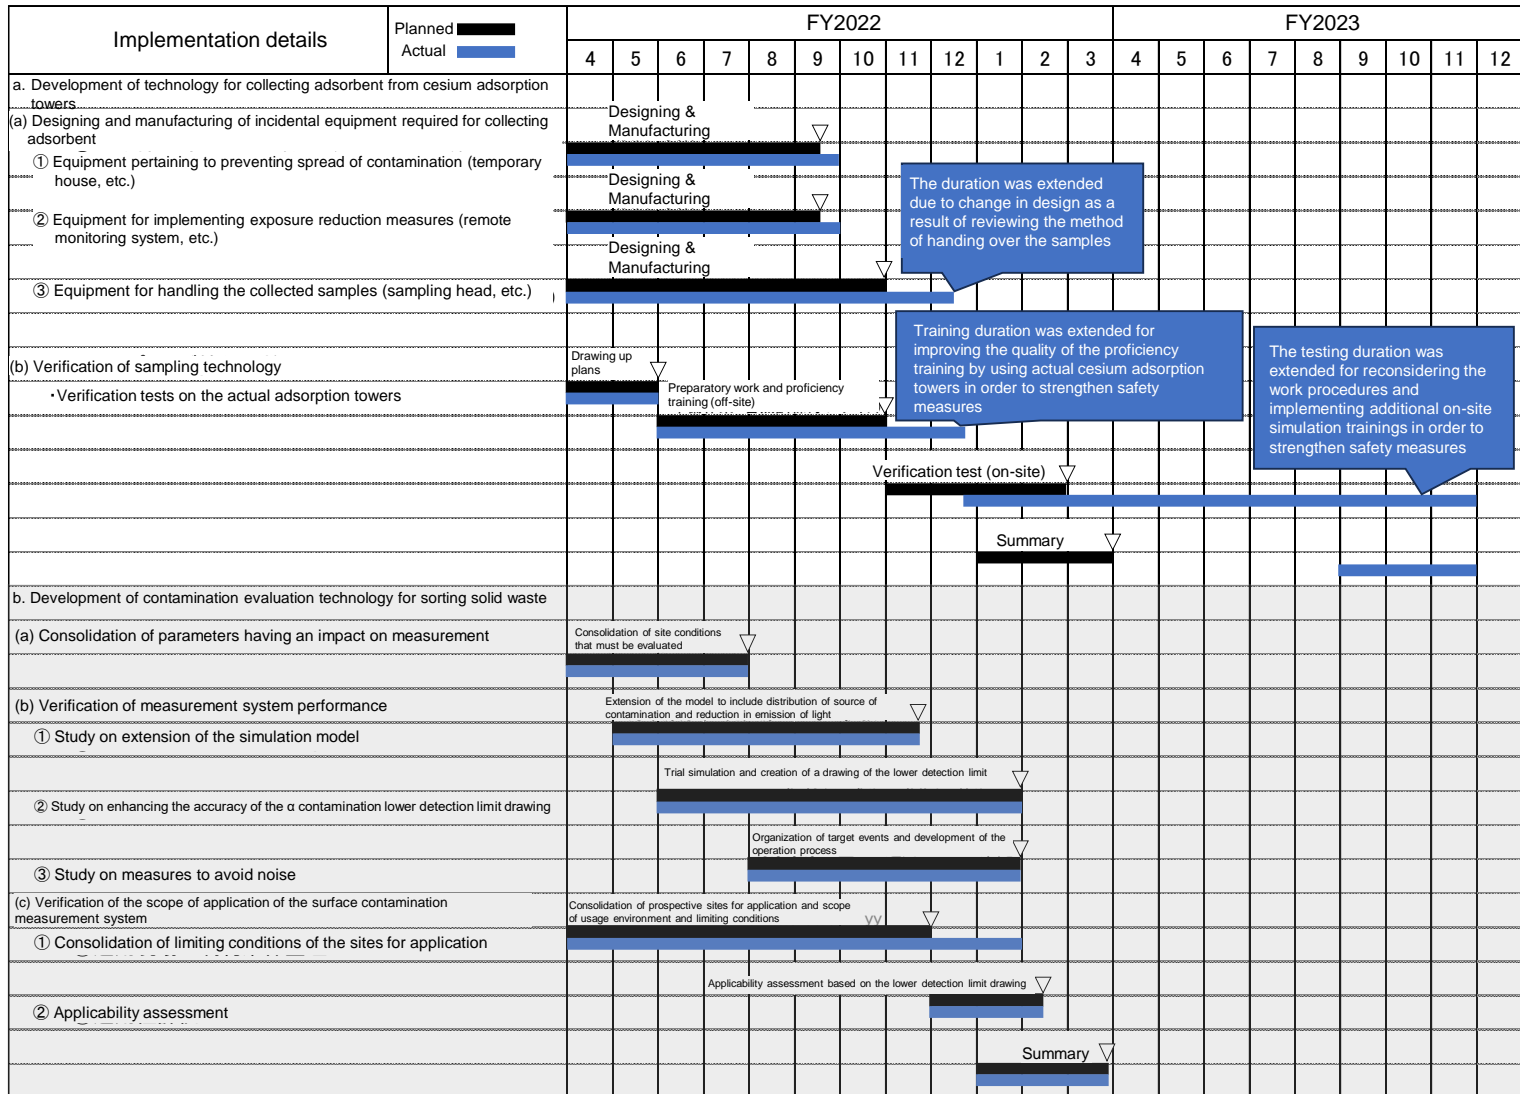 Implementation details
Planned
Actual
FY2022
FY2023
4 5 6 7 8 9 10 11 12 1 2 3 4 5 6 7 8 9 10 11 12
a. Development of technology for collecting adsorbent from cesium adsorption
towers
(a) Designing and manufacturing of incidental equipment required for collecting
adsorbent
Designing &
Manufacturing
① Equipment pertaining to preventing spread of contamination (temporary
house, etc.)
Designing &
Manufacturing
② Equipment for implementing exposure reduction measures (remote
monitoring system, etc.)
The duration was extended
due to change in design as a
result of reviewing the method
of handing over the samples
Designing &
Manufacturing
③ Equipment for handling the collected samples (sampling head, etc.)
(b) Verification of sampling technology
Drawing up
plans
・Verification tests on the actual adsorption towers
Preparatory work and proficiency
training (off-site)
Training duration was extended for
improving the quality of the proficiency
training by using actual cesium adsorption
towers in order to strengthen safety
measures
The testing duration was
extended for reconsidering the
work procedures and
implementing additional on-site
simulation trainings in order to
strengthen safety measures
Verification test (on-site)
Summary
b. Development of contamination evaluation technology for sorting solid waste
(a) Consolidation of parameters having an impact on measurement
Consolidation of site conditions
that must be evaluated
(b) Verification of measurement system performance
Extension of the model to include distribution of source of
contamination and reduction in emission of light
① Study on extension of the simulation model
Trial simulation and creation of a drawing of the lower detection limit
② Study on enhancing the accuracy of the α contamination lower detection limit drawing
Organization of target events and development of the
operation process
③ Study on measures to avoid noise
(c) Verification of the scope of application of the surface contamination
measurement system
Consolidation of prospective sites for application and scope
of usage environment and limiting conditions
① Consolidation of limiting conditions of the sites for application
Applicability assessment based on the lower detection limit drawing
② Applicability assessment
Summary